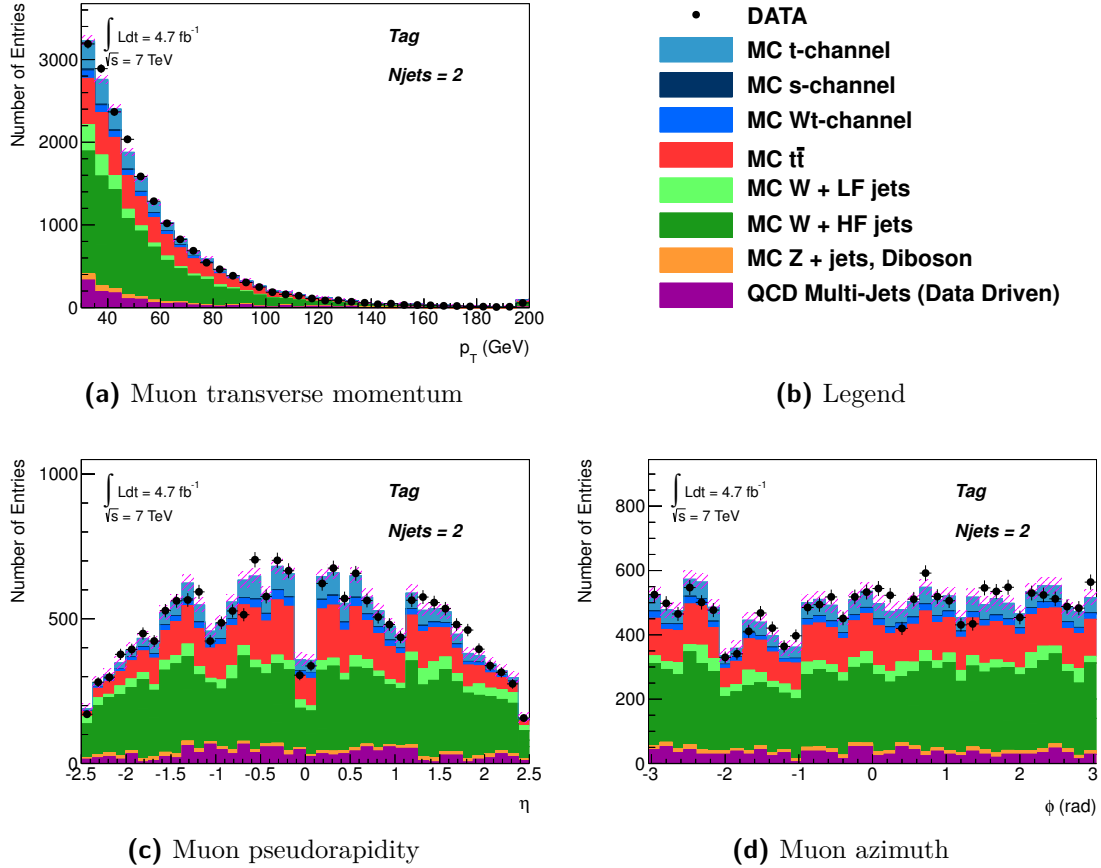 Number of Entries
∫ Ldt = 4.7 fb⁻¹
√s = 7 TeV
Tag
Njets = 2
0
1000
2000
3000
40 60 80 100 120 140 160 180 200
p_T (GeV)
(a) Muon transverse momentum
DATA
MC t-channel
MC s-channel
MC Wt-channel
MC tt̄
MC W + LF jets
MC W + HF jets
MC Z + jets, Diboson
QCD Multi-Jets (Data Driven)
(b) Legend
Number of Entries
∫ Ldt = 4.7 fb⁻¹
√s = 7 TeV
Tag
Njets = 2
1000
500
0
-2.5 -2 -1.5 -1 -0.5 0 0.5 1 1.5 2 2.5
η
(c) Muon pseudorapidity
Number of Entries
∫ Ldt = 4.7 fb⁻¹
√s = 7 TeV
Tag
Njets = 2
800
600
400
200
0
-3 -2 -1 0 1 2 3
ϕ (rad)
(d) Muon azimuth